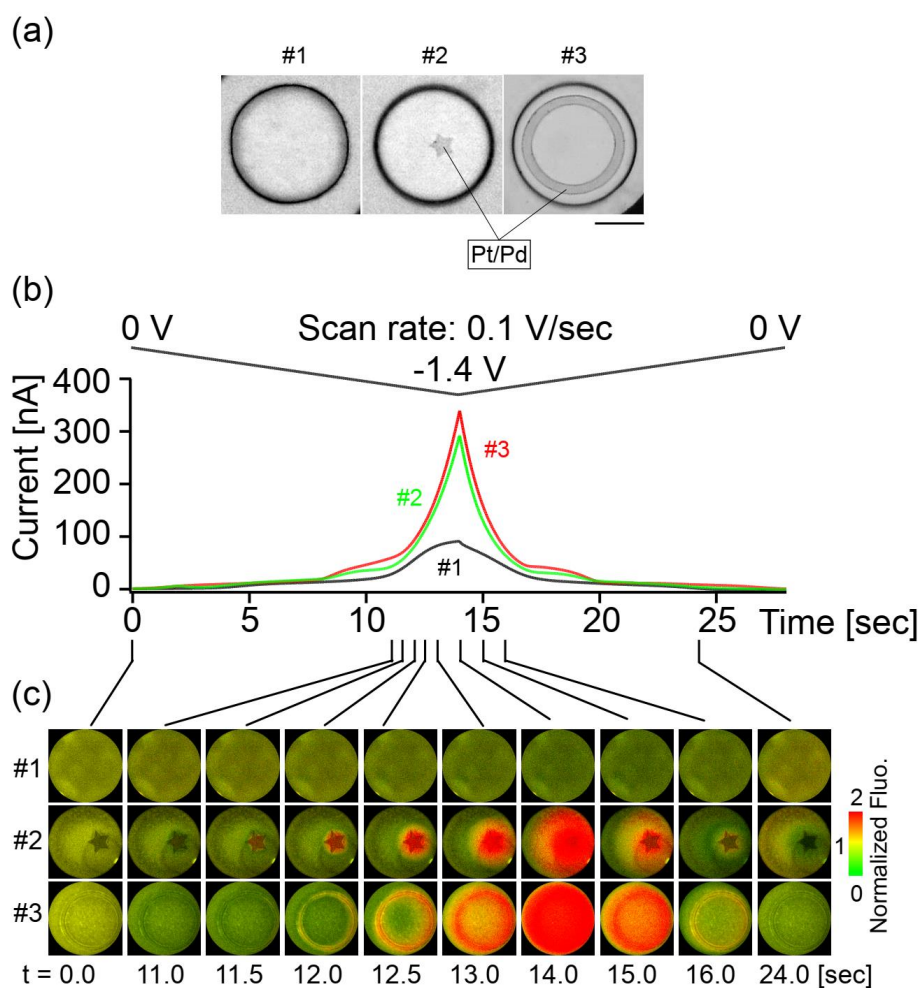 (a)
#1 #2 #3
Pt/Pd
(b)
0 V Scan rate: 0.1 V/sec 0 V
-1.4 V
400
300
200
100
0
Current [nA]
#3
#2
#1
0 5 10 15 20 25 Time [sec]
(c)
#1
#2
#3
2
1
0
Normalized Fluo.
t = 0.0 11.0 11.5 12.0 12.5 13.0 14.0 15.0 16.0 24.0 [sec]